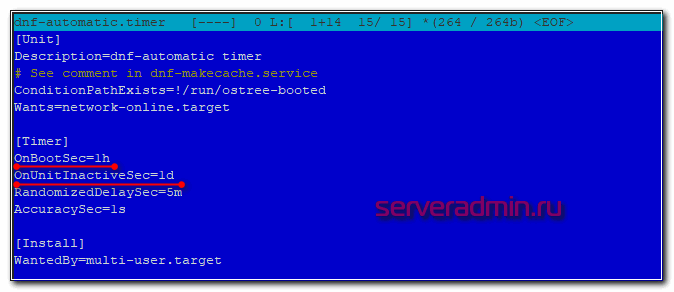 dnf-automatic.timer [----] 0 L:[ 1+14 15/ 15] *(264 / 264b) <EOF>
[Unit]
Description=dnf-automatic timer
# See comment in dnf-makecache.service
ConditionPathExists=!/run/ostree-booted
Wants=network-online.target
[Timer]
OnBootSec=1h
OnUnitInactiveSec=1d
RandomizedDelaySec=5m
AccuracySec=1s
serveradmin.ru
[Install]
WantedBy=multi-user.target